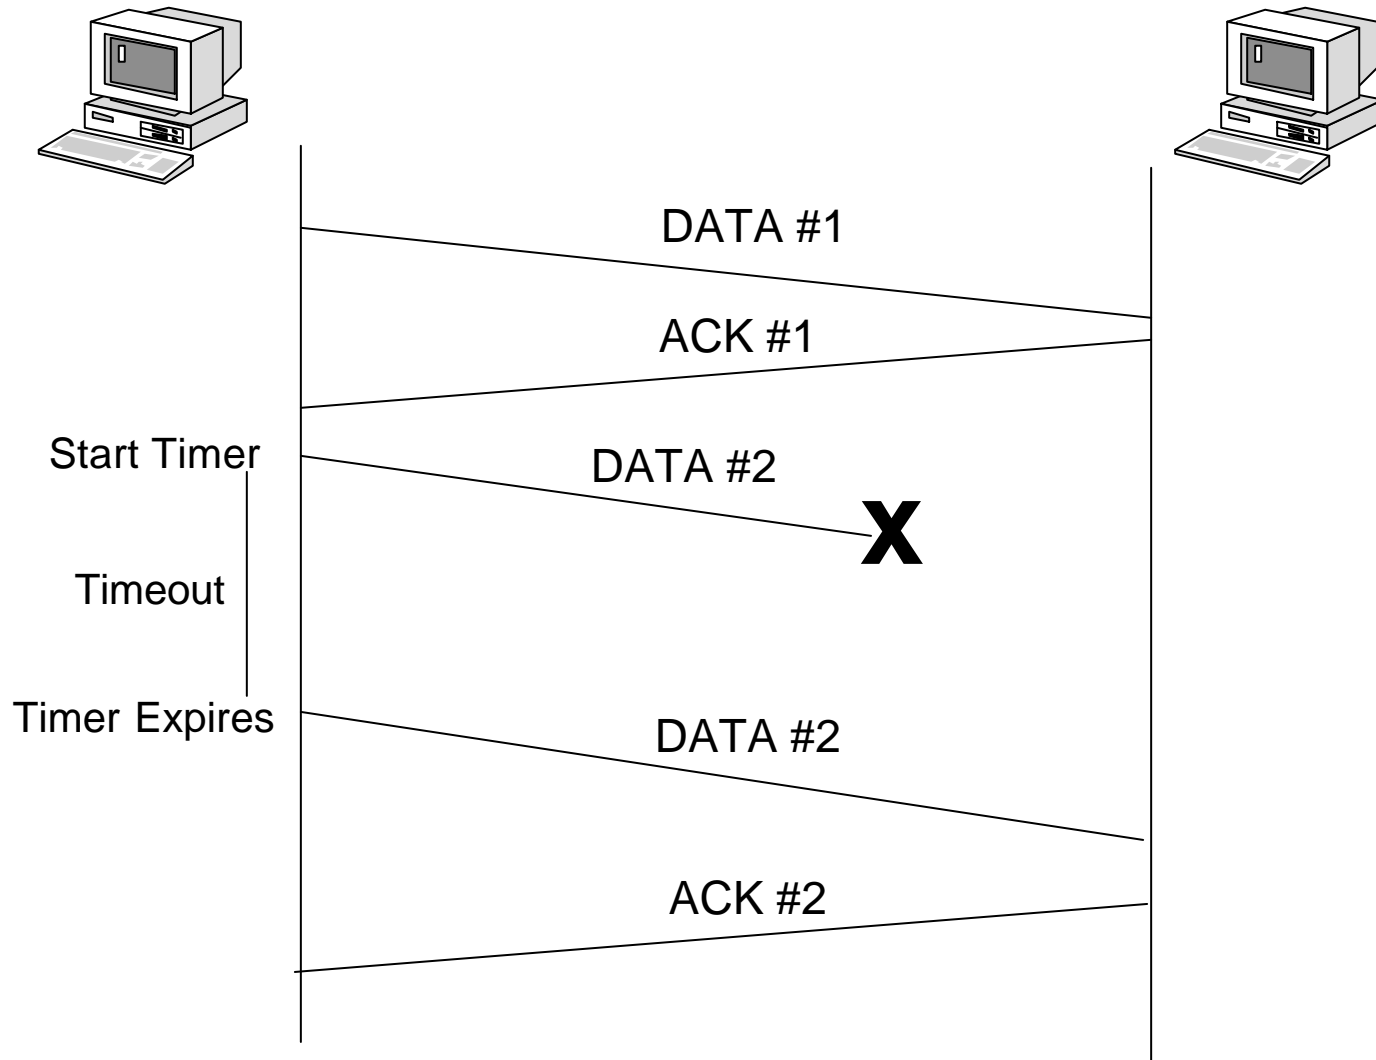 DATA #1
ACK #1
Start Timer
DATA #2
X
Timeout
Timer Expires
DATA #2
ACK #2